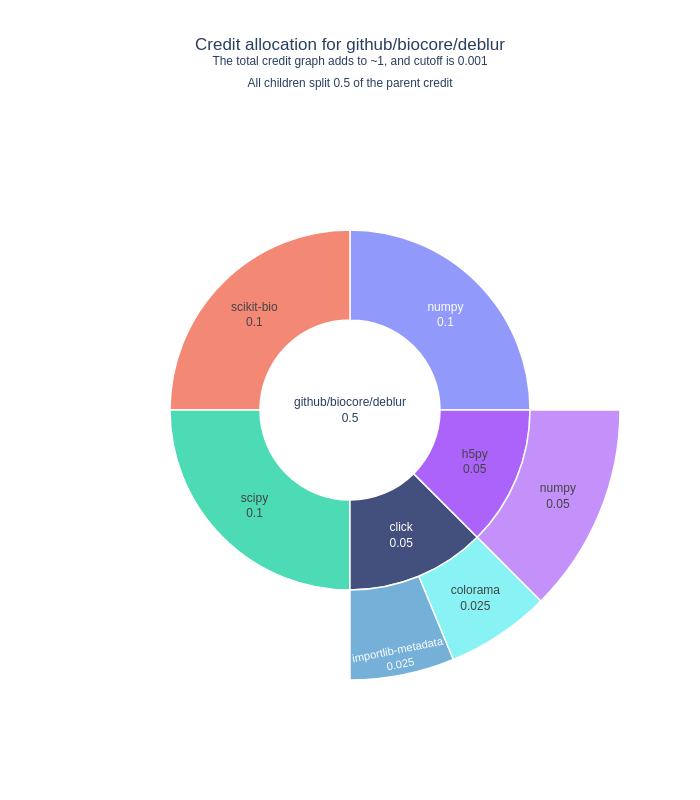 Credit allocation for github/biocore/deblur
The total credit graph adds to ~1, and cutoff is 0.001
All children split 0.5 of the parent credit
scikit-bio
0.1
numpy
0.1
github/biocore/deblur
0.5
h5py
0.05
numpy
0.05
scipy
0.1
click
0.05
colorama
0.025
importlib-metadata
0.025